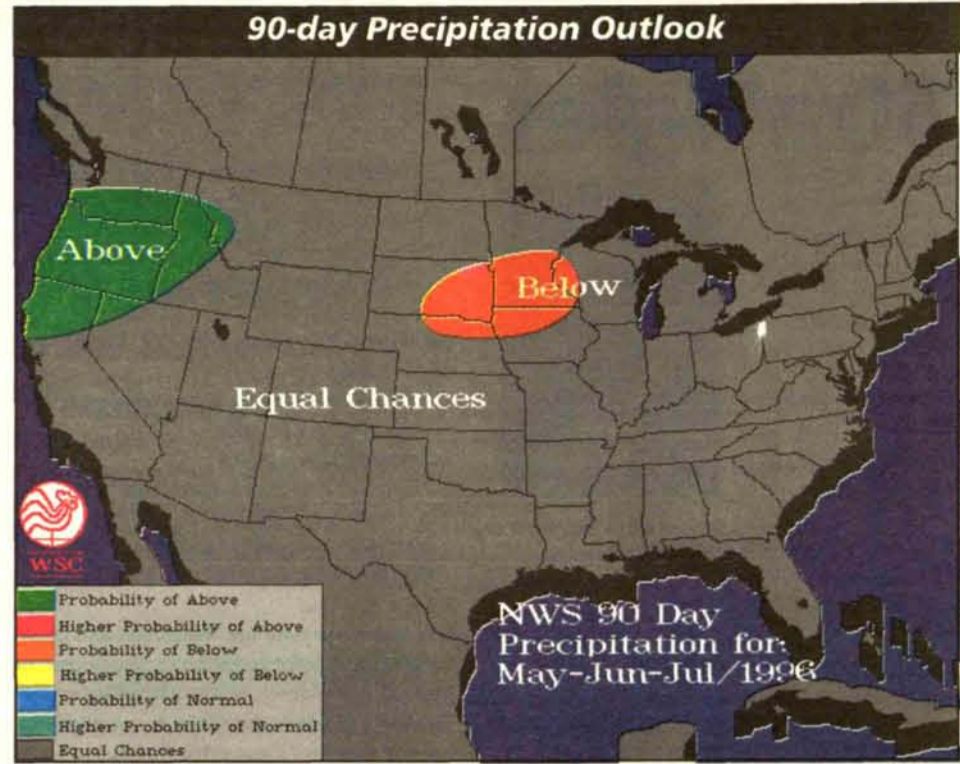 90-day Precipitation Outlook
Above
Below
Equal Chances
WSC
NWS 90 Day
Precipitation for:
May-Jun-Jul/1996
Probability of Above
Higher Probability of Above
Probability of Below
Higher Probability of Below
Probability of Normal
Higher Probability of Normal
Equal Chances